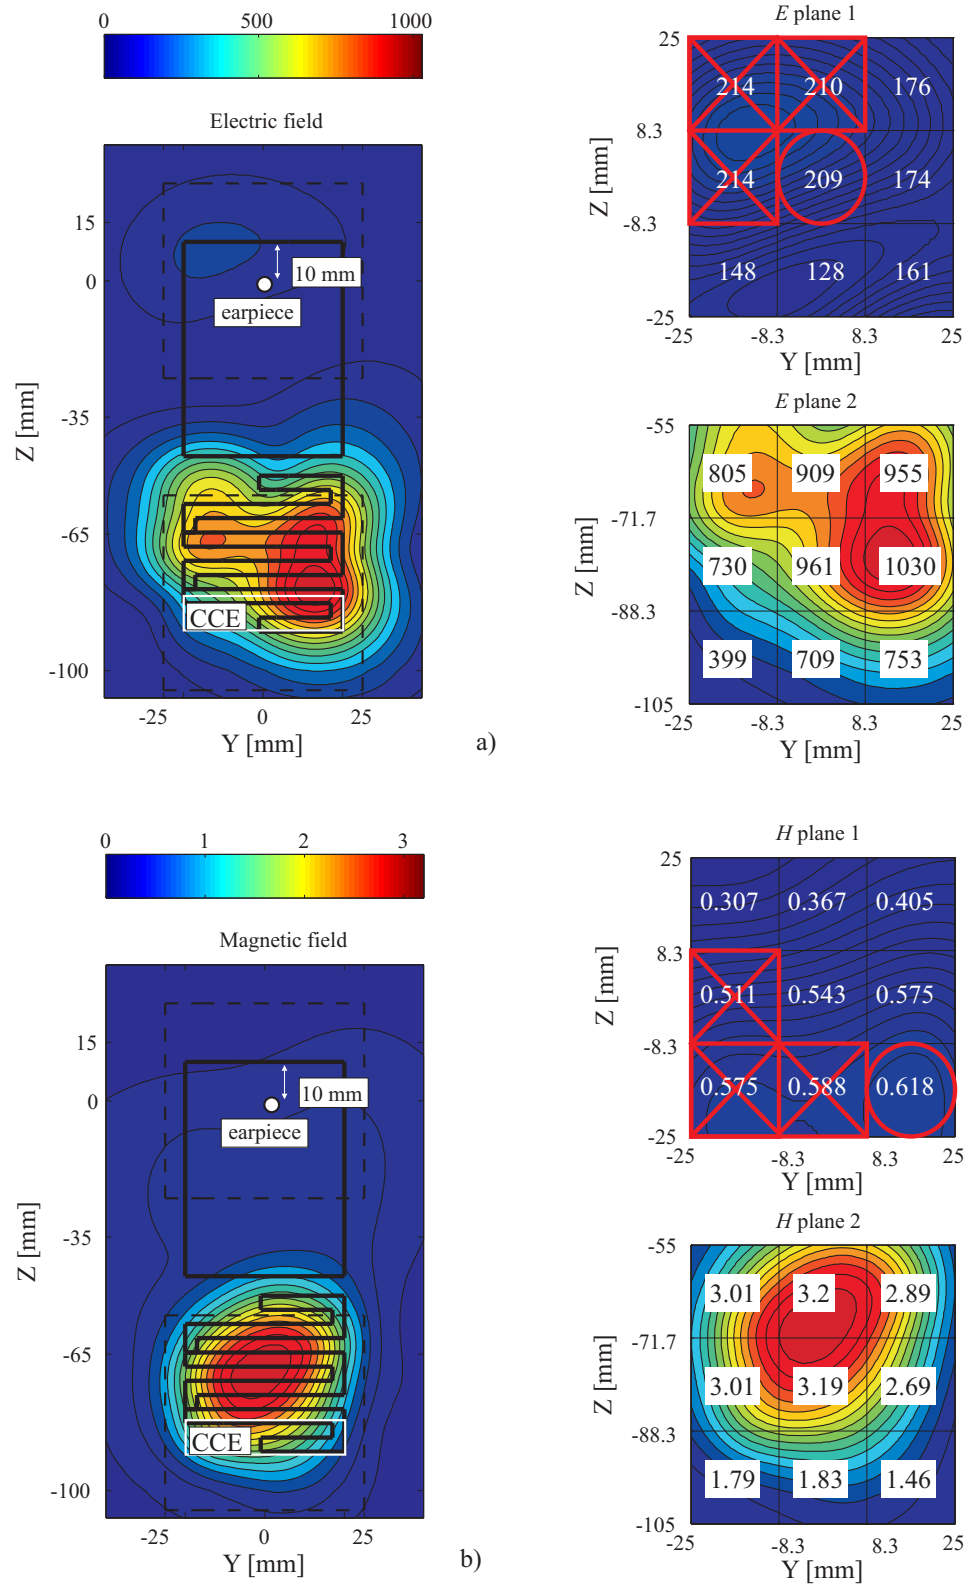 0 500 1000
Electric field
15
0
-35
-65
-100
Z [mm]
10 mm
earpiece
CCE
-25 0 25
Y [mm]
a)
E plane 1
25
8.3
-8.3
-25
Z [mm]
214 210 176
214 209 174
148 128 161
-25 -8.3 8.3 25
Y [mm]
E plane 2
-55
-71.7
-88.3
-105
Z [mm]
805 909 955
730 961 1030
399 709 753
-25 -8.3 8.3 25
Y [mm]
0 1 2 3
Magnetic field
15
0
-35
-65
-100
Z [mm]
10 mm
earpiece
CCE
-25 0 25
Y [mm]
b)
H plane 1
25
8.3
-8.3
-25
Z [mm]
0.307 0.367 0.405
0.511 0.543 0.575
0.575 0.588 0.618
-25 -8.3 8.3 25
Y [mm]
H plane 2
-55
-71.7
-88.3
-105
Z [mm]
3.01 3.2 2.89
3.01 3.19 2.69
1.79 1.83 1.46
-25 -8.3 8.3 25
Y [mm]